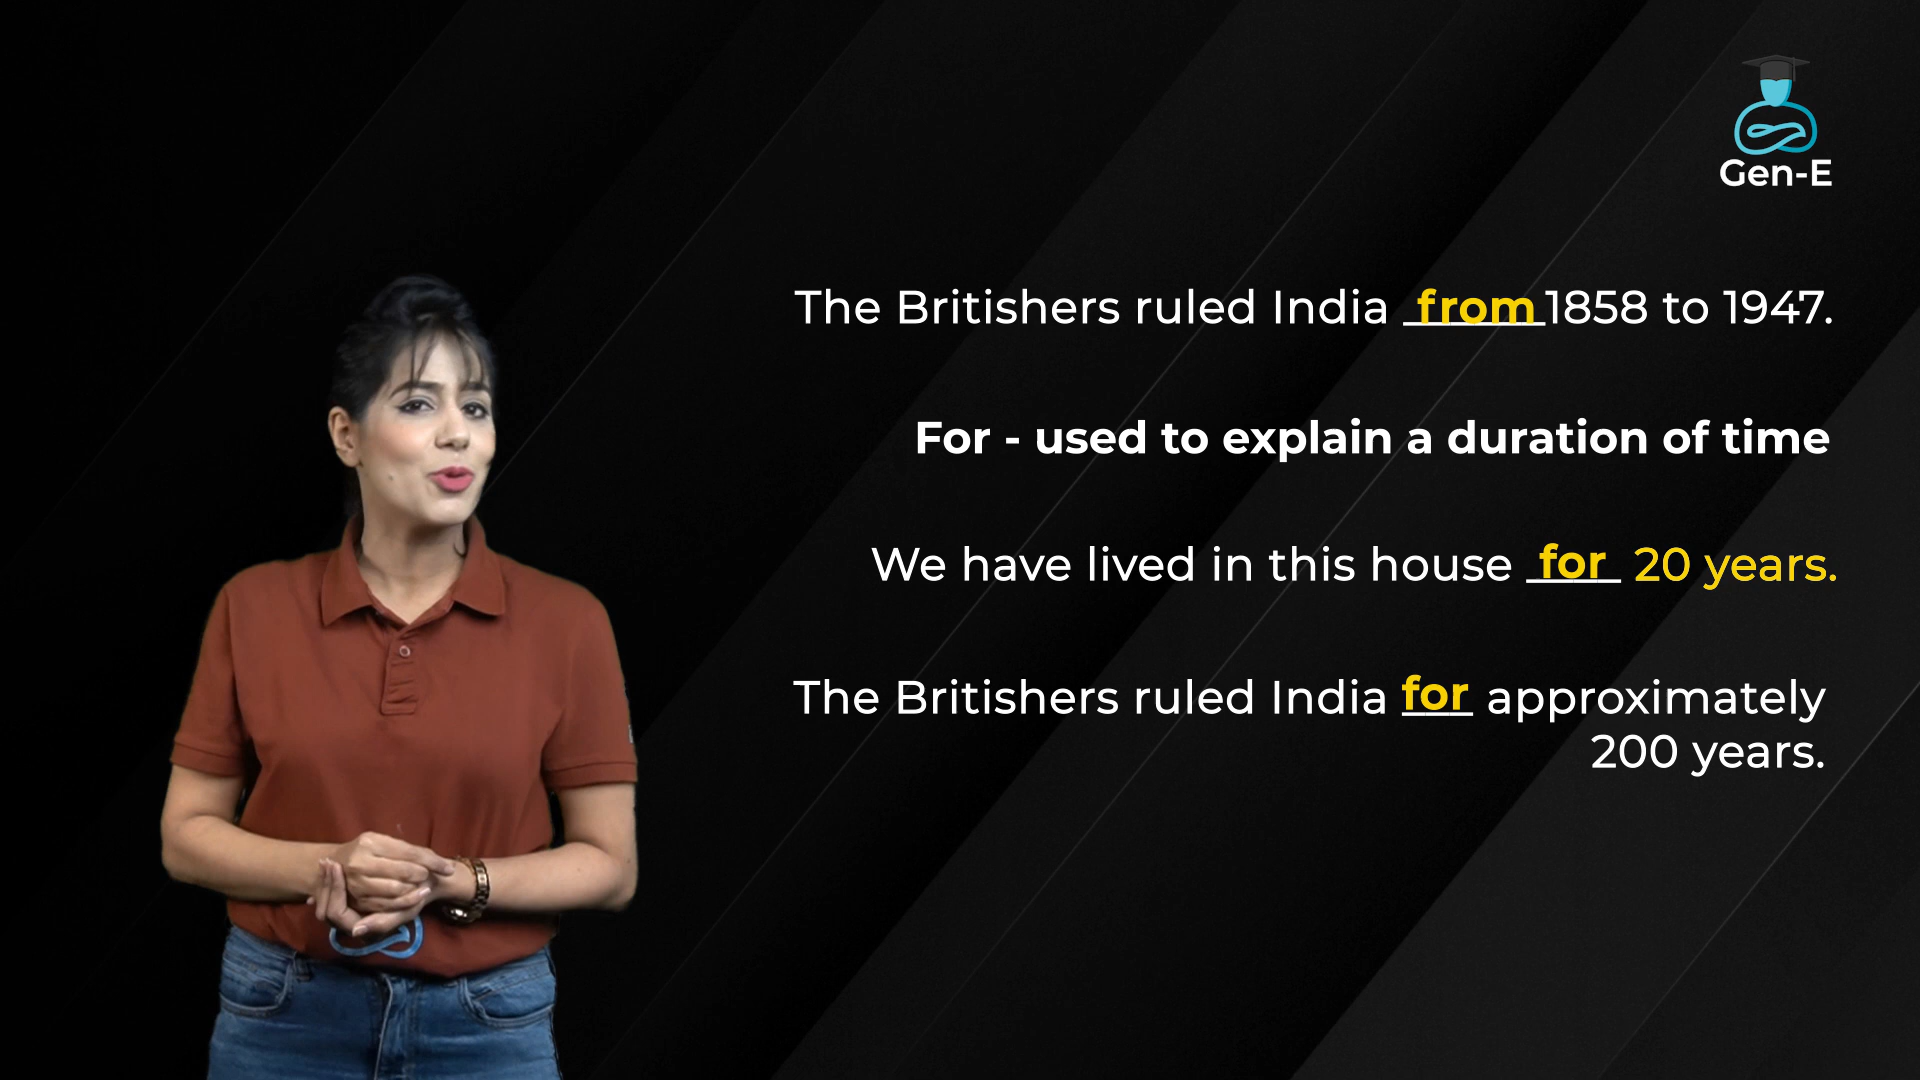 Gen-E
The Britishers ruled India from 1858 to 1947.
For - used to explain a duration of time
We have lived in this house for 20 years.
The Britishers ruled India for approximately
200 years.